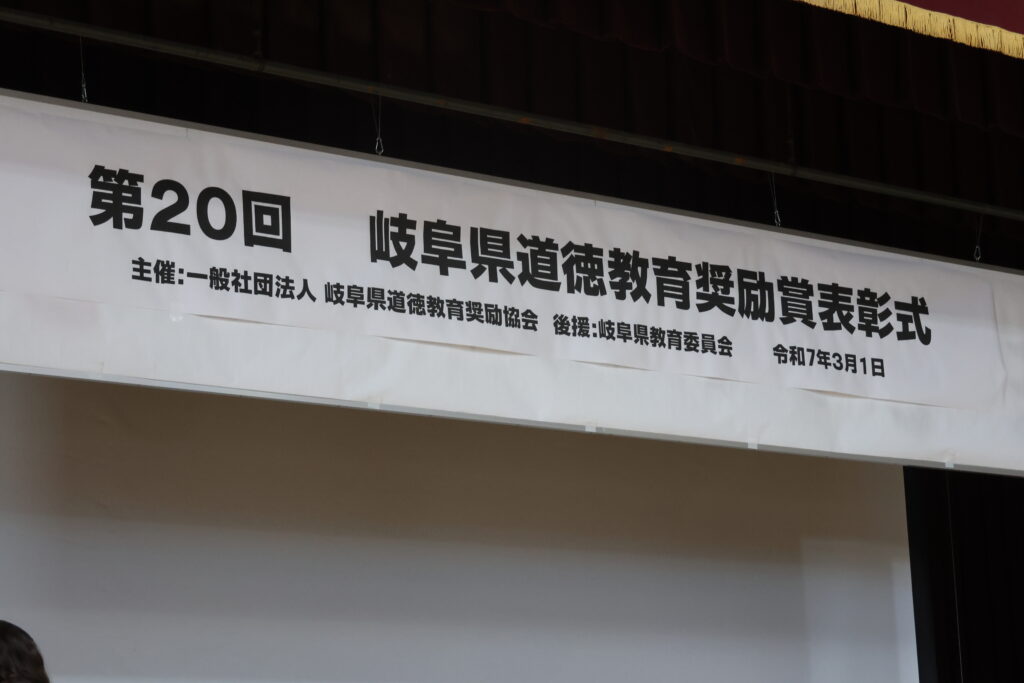 第20回　岐阜県道徳教育奨励賞表彰式
主催:一般社団法人 岐阜県道徳教育奨励協会　後援:岐阜県教育委員会　令和7年3月1日